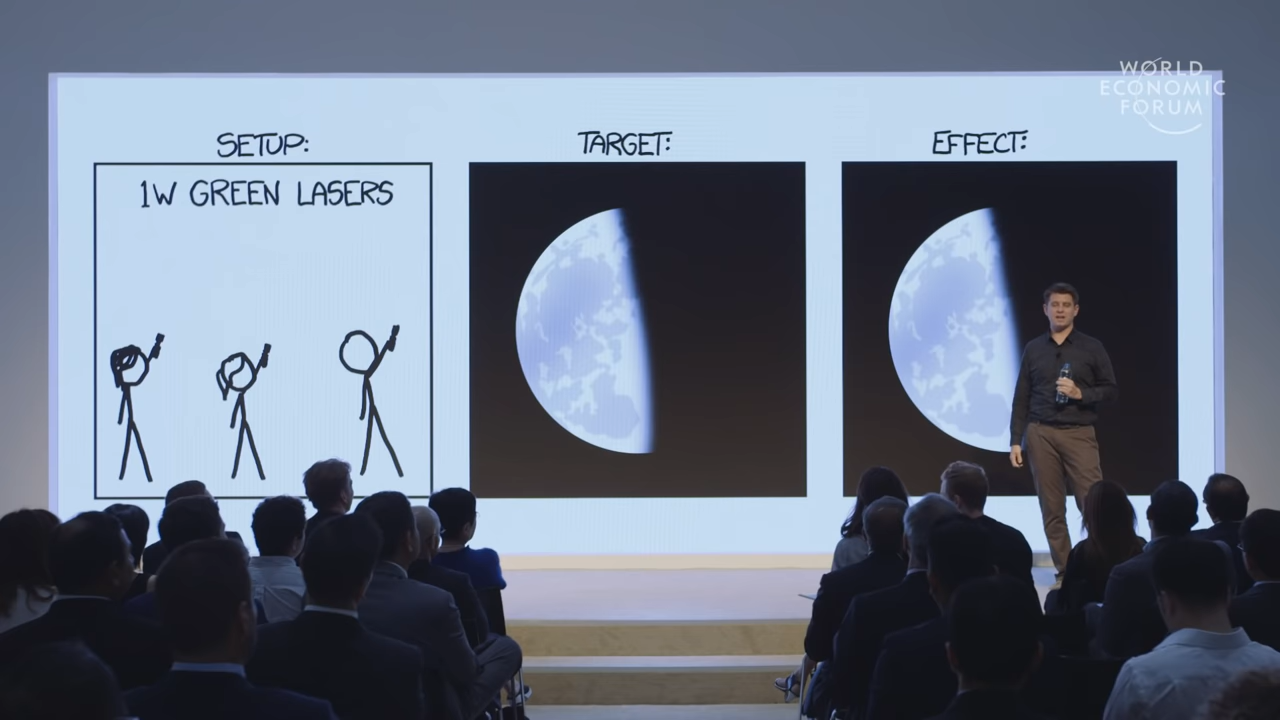 WORLD
ECONOMIC
FORUM
SETUP:
TARGET:
EFFECT:
1W GREEN LASERS